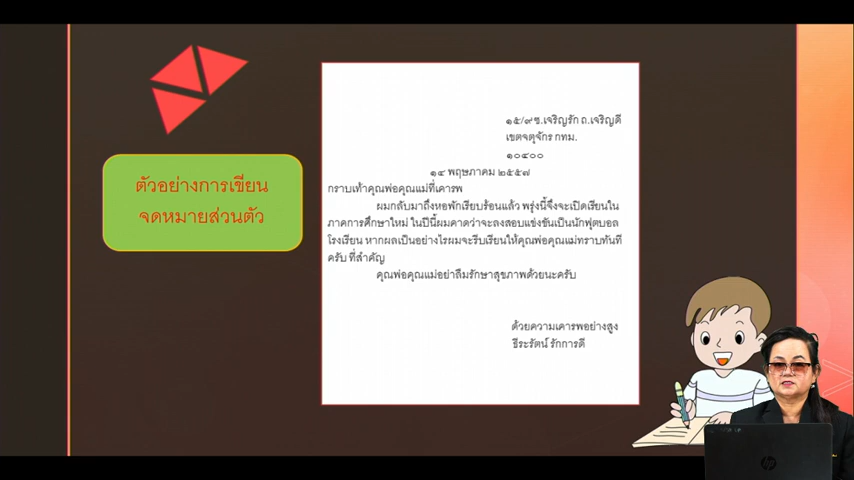 ตัวอย่างการเขียน
จดหมายส่วนตัว
๑๕/๙ ซ.เจริญรัก ถ.เจริญดี
เขตจตุจักร กทม.
๑๐๔๐๐
๑๔ พฤษภาคม ๒๕๕๗
กราบเท้าคุณพ่อคุณแม่ที่เคารพ
ผมกลับมาถึงหอพักเรียบร้อนแล้ว พรุ่งนี้จึ่งจะเปิดเรียนใน
ภาคการศึกษาใหม่ ในปีนี้ผมคาดว่าจะลงสอบแข่งขันเป็นนักฟุตบอล
โรงเรียน หากผลเป็นอย่างไรผมจะรีบเรียนให้คุณพ่อคุณแม่ทราบทันที
ครับ ที่สำคัญ
คุณพ่อคุณแม่อย่าลืมรักษาสุขภาพด้วยนะครับ
ด้วยความเคารพอย่างสูง
ธีระรัตน์ รักการดี
hp